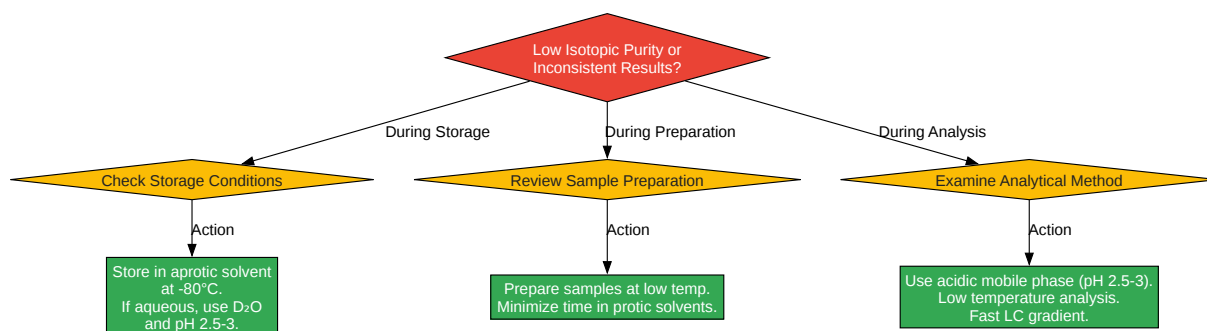 Low Isotopic Purity or
Inconsistent Results?
During Storage
During Preparation
During Analysis
Check Storage Conditions
Review Sample Preparation
Examine Analytical Method
Action
Action
Action
Store in aprotic solvent
at -80°C.
If aqueous, use D₂O
and pH 2.5-3.
Prepare samples at low temp.
Minimize time in protic solvents.
Use acidic mobile phase (pH 2.5-3).
Low temperature analysis.
Fast LC gradient.